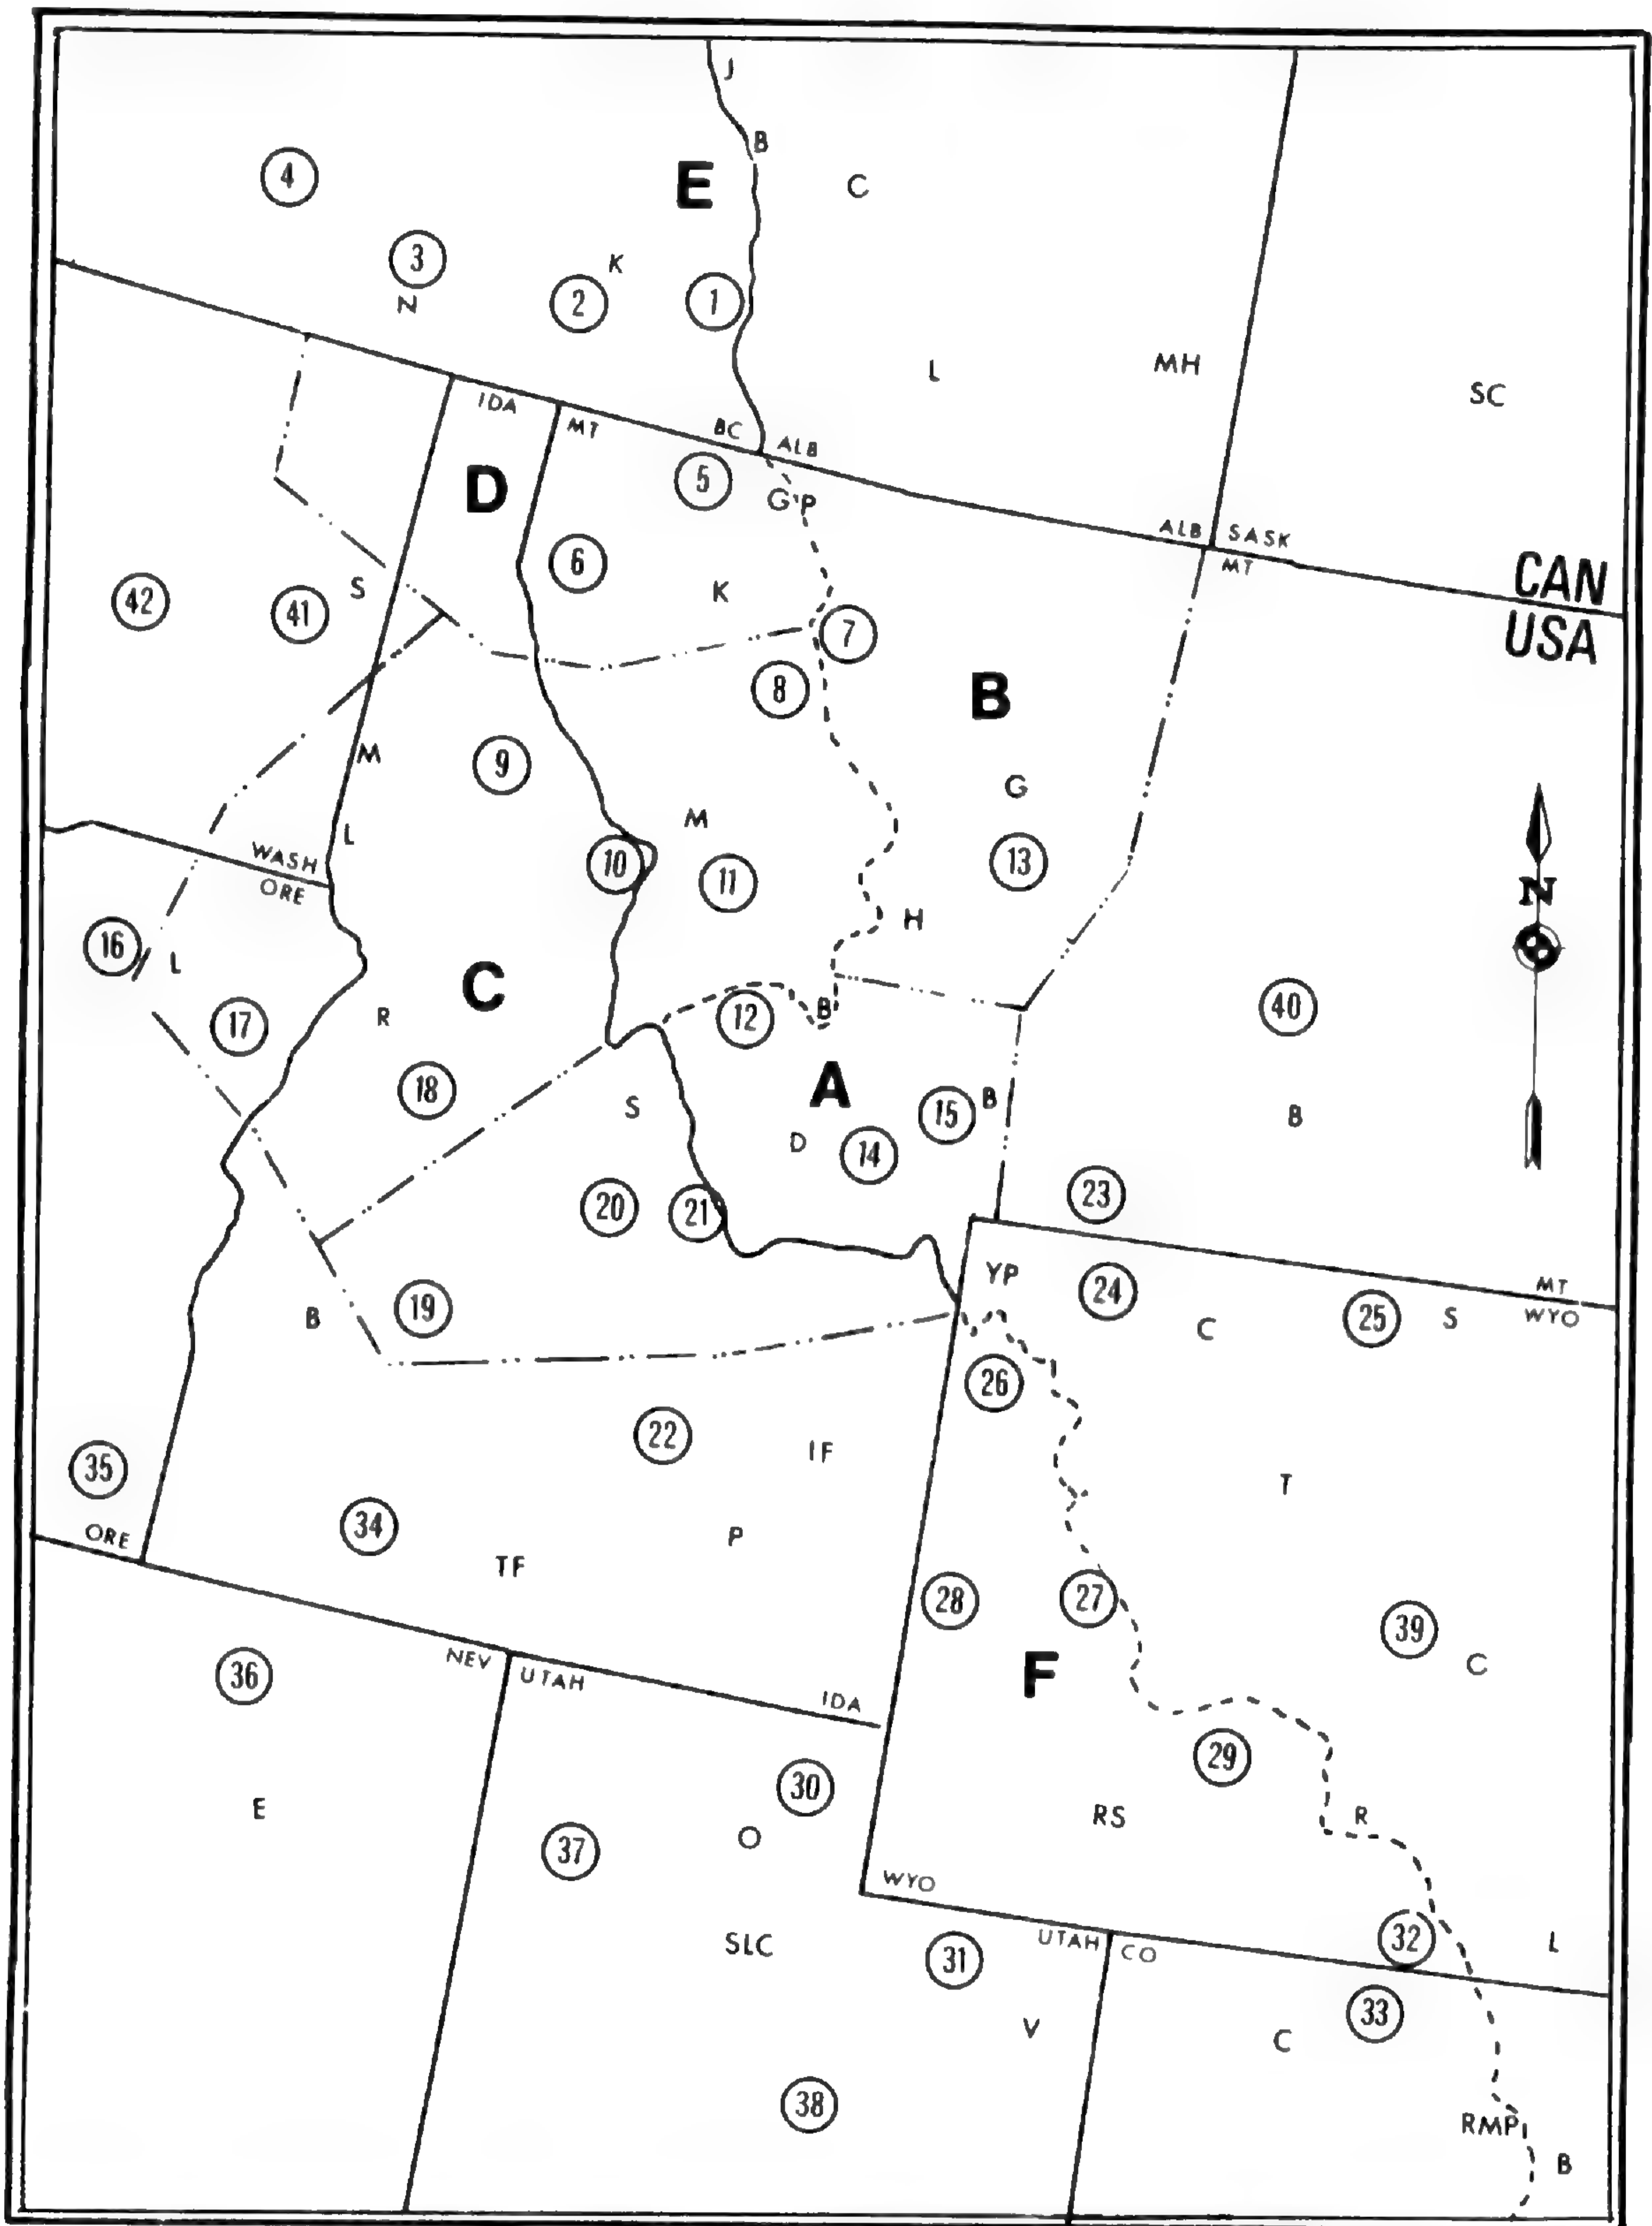 J
B
E
C
4
3
K
N
2
1
L
MH
SC
IDA
MT
BC
ALB
D
5
GP
ALB
SASK
MT
CAN
6
K
S
42
41
USA
7
8
B
M
9
G
M
L
10
11
13
WASH
ORE
N
H
16
L
C
R
17
12
B
40
18
A
S
15
B
B
D
14
20
21
23
YP
24
MT
WYO
B
19
C
25
S
26
22
IF
T
35
34
P
ORE
TF
28
27
39
36
NEV
UTAH
IDA
F
C
E
30
29
37
O
RS
R
WYO
SLC
31
UTAH
CO
32
L
V
C
33
38
RMP
B